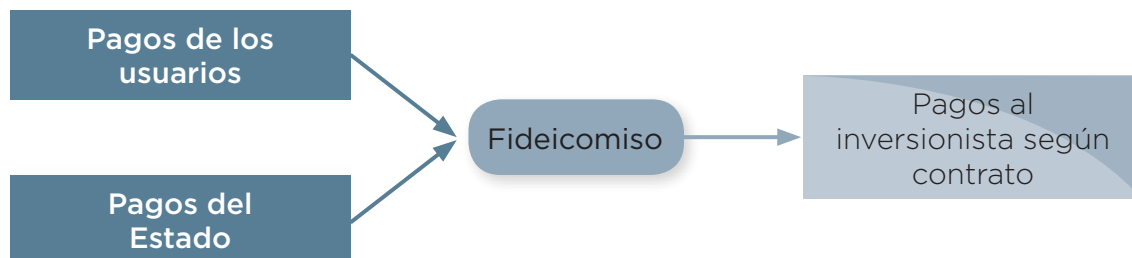 Pagos de los
usuarios
Pagos del
Estado
Fideicomiso
Pagos al
inversionista según
contrato